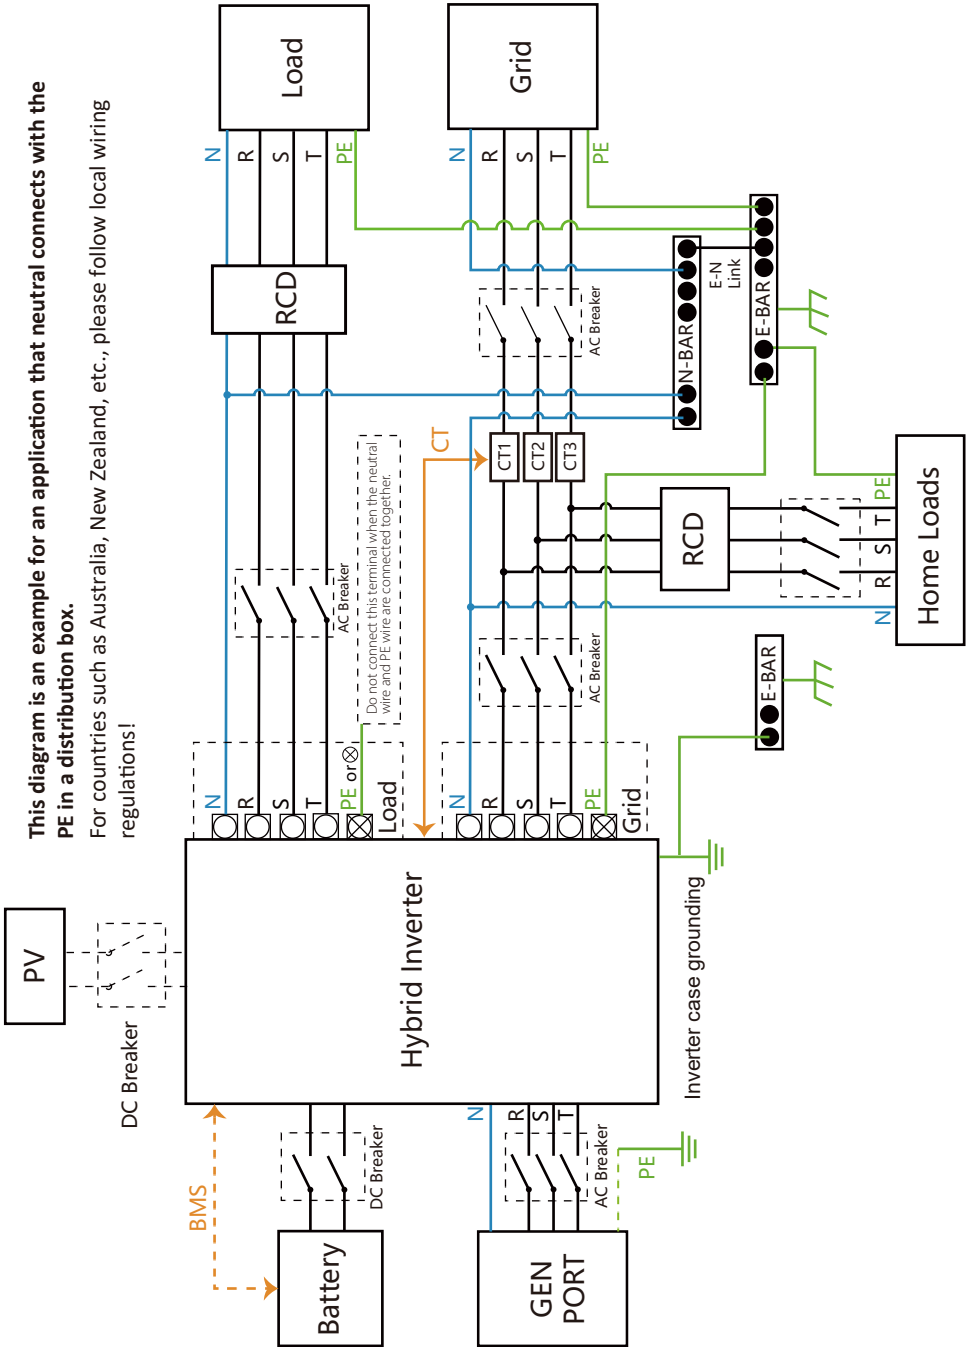 This diagram is an example for an application that neutral connects with the
PE in a distribution box.
For countries such as Australia, New Zealand, etc., please follow local wiring
regulations!
PV
DC Breaker
BMS
Battery
DC Breaker
GEN
PORT
N
R
S
T
AC Breaker
PE
Hybrid Inverter
Inverter case grounding
N
R
S
T
PE or
Load
Do not connect this terminal when the neutral
wire and PE wire are connected together.
AC Breaker
RCD
N
R
S
T
PE
Load
CT
N
R
S
T
PE
Grid
AC Breaker
CT1
CT2
CT3
AC Breaker
N
R
S
T
PE
Grid
N-BAR
E-N
Link
E-BAR
RCD
N
R
S
T
PE
Home Loads
E-BAR